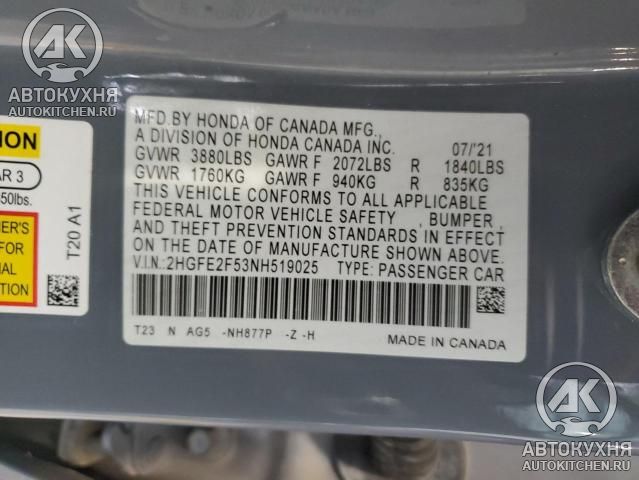 АВТОКУХНЯ
AUTOKITCHEN.RU
ION
AR 3
50lbs.
ER'S
FOR
NAL
N
T20 A1
MFD.BY HONDA OF CANADA MFG.,
A DIVISION OF HONDA CANADA INC. 07/'21
GVWR 3880LBS GAWR F 2072LBS R 1840LBS
GVWR 1760KG GAWR F 940KG R 835KG
THIS VEHICLE CONFORMS TO ALL APPLICABLE
FEDERAL MOTOR VEHICLE SAFETY , BUMPER ,
AND THEFT PREVENTION STANDARDS IN EFFECT
ON THE DATE OF MANUFACTURE SHOWN ABOVE.
V.I.N:2HGFE2F53NH519025 TYPE: PASSENGER CAR
T23 N AG5 -NH877P -Z -H MADE IN CANADA
АВТОКУХНЯ
AUTOKITCHEN.RU